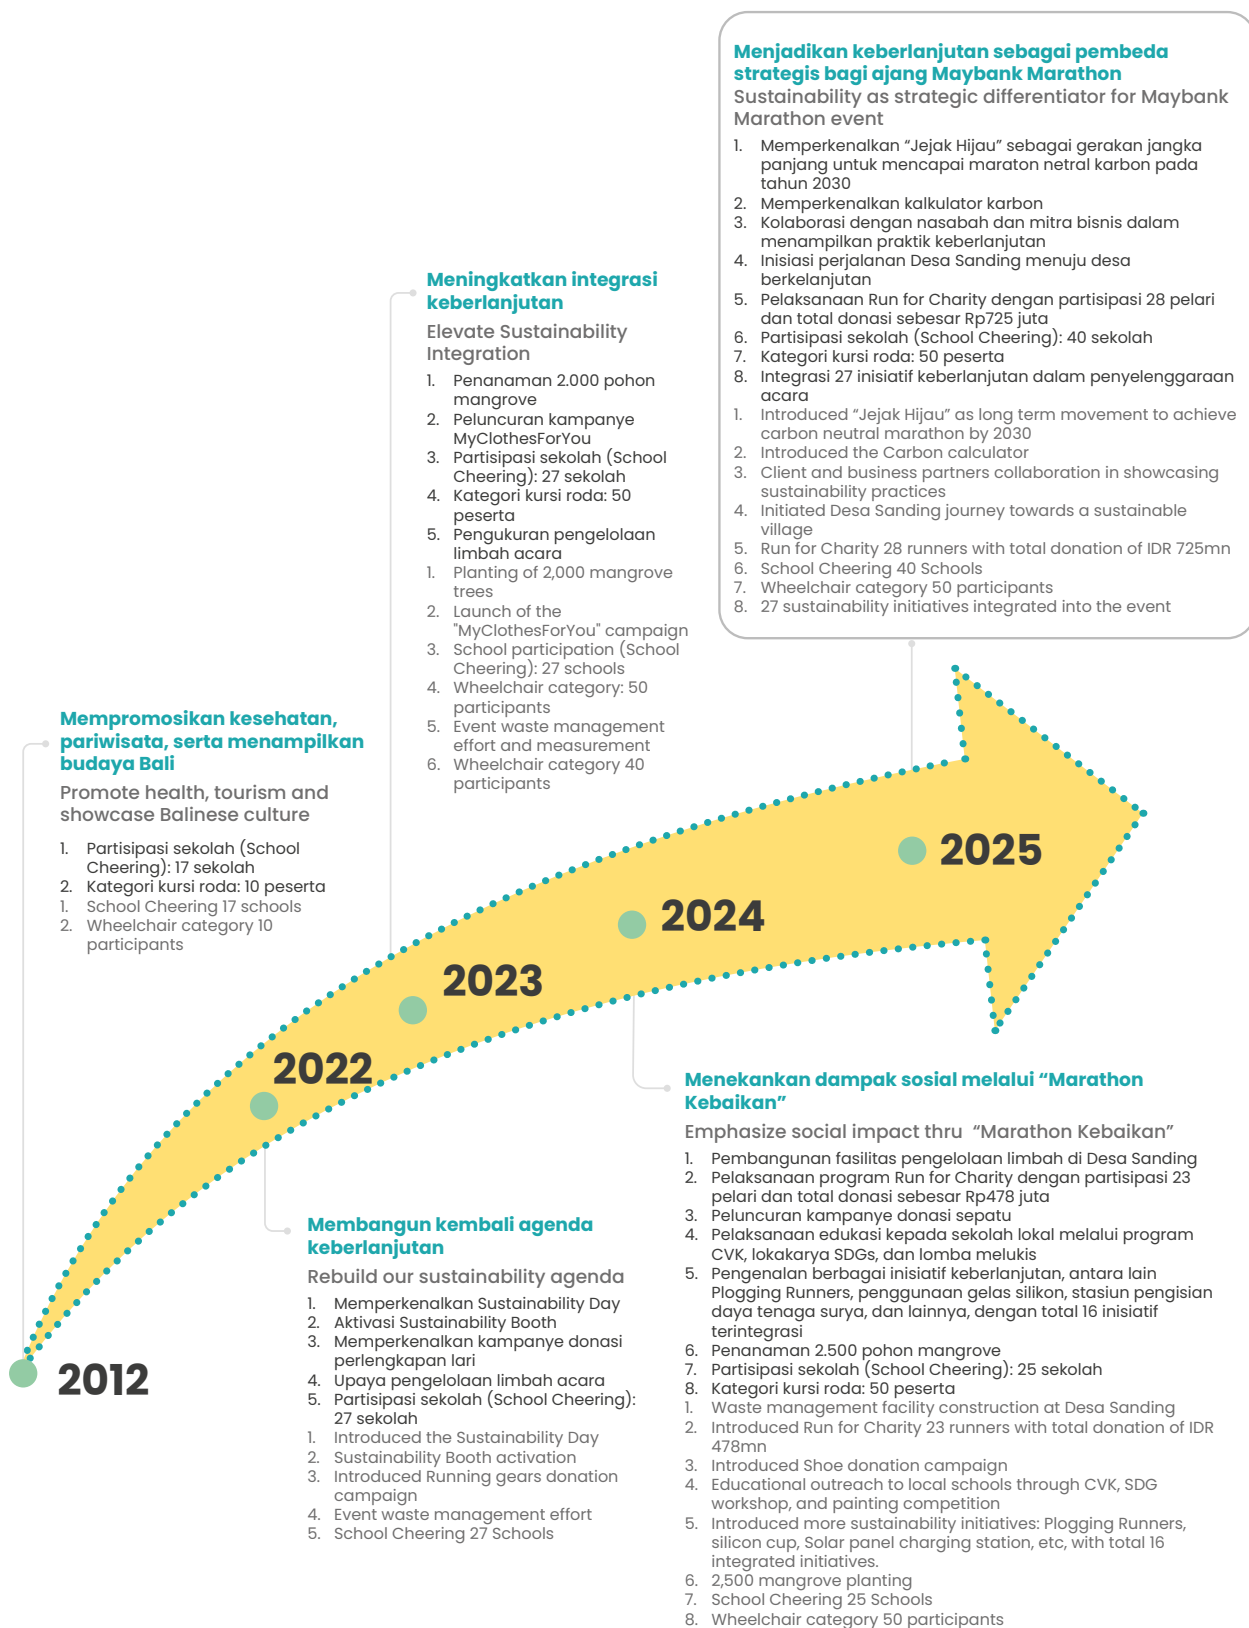 Menjadikan keberlanjutan sebagai pembeda
strategis bagi ajang Maybank Marathon
Sustainability as strategic differentiator for Maybank
Marathon event
1. Memperkenalkan “Jejak Hijau” sebagai gerakan jangka
panjang untuk mencapai maraton netral karbon pada
tahun 2030
2. Memperkenalkan kalkulator karbon
3. Kolaborasi dengan nasabah dan mitra bisnis dalam
menampilkan praktik keberlanjutan
4. Inisiasi perjalanan Desa Sanding menuju desa
berkelanjutan
5. Pelaksanaan Run for Charity dengan partisipasi 28 pelari
dan total donasi sebesar Rp725 juta
6. Partisipasi sekolah (School Cheering): 40 sekolah
7. Kategori kursi roda: 50 peserta
8. Integrasi 27 inisiatif keberlanjutan dalam penyelenggaraan
acara
1. Introduced “Jejak Hijau” as long term movement to achieve
carbon neutral marathon by 2030
2. Introduced the Carbon calculator
3. Client and business partners collaboration in showcasing
sustainability practices
4. Initiated Desa Sanding journey towards a sustainable
village
5. Run for Charity 28 runners with total donation of IDR 725mn
6. School Cheering 40 Schools
7. Wheelchair category 50 participants
8. 27 sustainability initiatives integrated into the event
Meningkatkan integrasi
keberlanjutan
Elevate Sustainability
Integration
1. Penanaman 2.000 pohon
mangrove
2. Peluncuran kampanye
MyClothesForYou
3. Partisipasi sekolah (School
Cheering): 27 sekolah
4. Kategori kursi roda: 50
peserta
5. Pengukuran pengelolaan
limbah acara
1. Planting of 2,000 mangrove
trees
2. Launch of the
"MyClothesForYou" campaign
3. School participation (School
Cheering): 27 schools
4. Wheelchair category: 50
participants
5. Event waste management
effort and measurement
6. Wheelchair category 40
participants
Mempromosikan kesehatan,
pariwisata, serta menampilkan
budaya Bali
Promote health, tourism and
showcase Balinese culture
1. Partisipasi sekolah (School
Cheering): 17 sekolah
2. Kategori kursi roda: 10 peserta
1. School Cheering 17 schools
2. Wheelchair category 10
participants
2025
2024
2023
2022
2012
Membangun kembali agenda
keberlanjutan
Rebuild our sustainability agenda
1. Memperkenalkan Sustainability Day
2. Aktivasi Sustainability Booth
3. Memperkenalkan kampanye donasi
perlengkapan lari
4. Upaya pengelolaan limbah acara
5. Partisipasi sekolah (School Cheering):
27 sekolah
1. Introduced the Sustainability Day
2. Sustainability Booth activation
3. Introduced Running gears donation
campaign
4. Event waste management effort
5. School Cheering 27 Schools
Menekankan dampak sosial melalui “Marathon
Kebaikan”
Emphasize social impact thru “Marathon Kebaikan”
1. Pembangunan fasilitas pengelolaan limbah di Desa Sanding
2. Pelaksanaan program Run for Charity dengan partisipasi 23
pelari dan total donasi sebesar Rp478 juta
3. Peluncuran kampanye donasi sepatu
4. Pelaksanaan edukasi kepada sekolah lokal melalui program
CVK, lokakarya SDGs, dan lomba melukis
5. Pengenalan berbagai inisiatif keberlanjutan, antara lain
Plogging Runners, penggunaan gelas silikon, stasiun pengisian
daya tenaga surya, dan lainnya, dengan total 16 inisiatif
terintegrasi
6. Penanaman 2.500 pohon mangrove
7. Partisipasi sekolah (School Cheering): 25 sekolah
8. Kategori kursi roda: 50 peserta
1. Waste management facility construction at Desa Sanding
2. Introduced Run for Charity 23 runners with total donation of IDR
478mn
3. Introduced Shoe donation campaign
4. Educational outreach to local schools through CVK, SDG
workshop, and painting competition
5. Introduced more sustainability initiatives: Plogging Runners,
silicon cup, Solar panel charging station, etc, with total 16
integrated initiatives.
6. 2,500 mangrove planting
7. School Cheering 25 Schools
8. Wheelchair category 50 participants